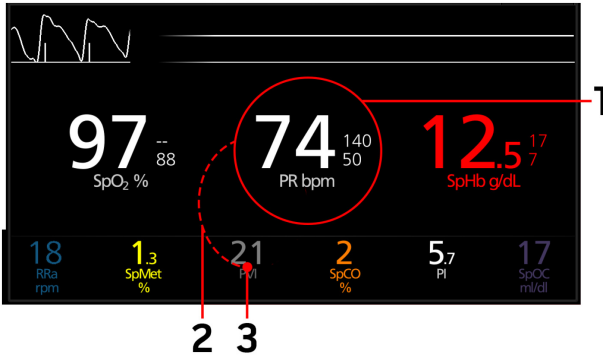 1
97 -- 88
SpO₂ %
74 140 50
PR bpm
12.5 17 7
SpHb g/dL
18
RRa
rpm
1.3
SpMet
%
21
PVI
2
SpCO
%
5.7
PI
17
SpOC
ml/dl
2 3